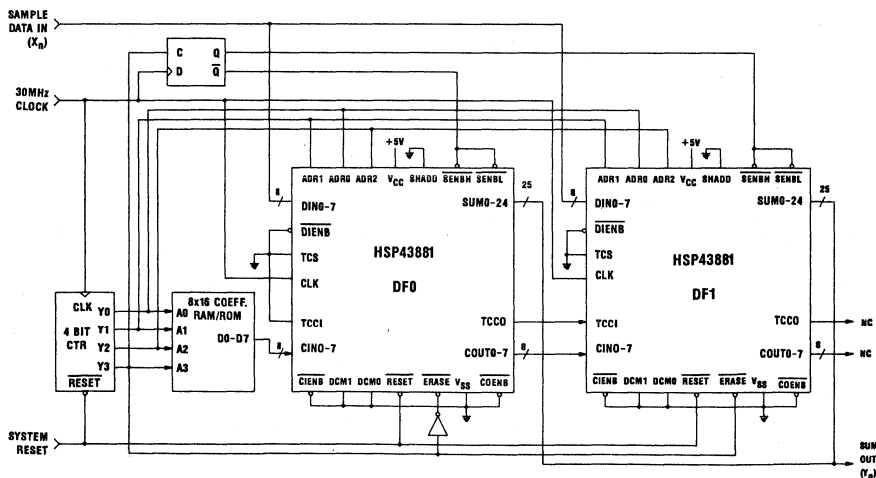 SAMPLE
DATA IN
(Xn)
C Q
D Q
30MHz
CLOCK
+5V
+5V
ADR1 ADR0 ADR2 VCC SHADD SENBH SENBL
ADR1 ADR0 ADR2 VCC SHADD SENBH SENBL
8
DIN0-7
25
SUM0-24
8
DIN0-7
25
SUM0-24
DIENB
DIENB
HSP43881
HSP43881
TCS
TCS
CLK
DF0
CLK
DF1
CLK
4 BIT
CTR
RESET
Y0
Y1
Y2
Y3
8x16 COEFF.
RAM/ROM
A0
A1
A2
A3
D0-D7
TCCI
TCCO
TCCI
TCCO
NC
8
CIN0-7
COUT0-7
8
CIN0-7
COUT0-7
8
NC
CIENB DCM1 DCM0 RESET ERASE VSS COENB
CIENB DCM1 DCM0 RESET ERASE VSS COENB
SYSTEM
RESET
SUM
OUT
(Yn)